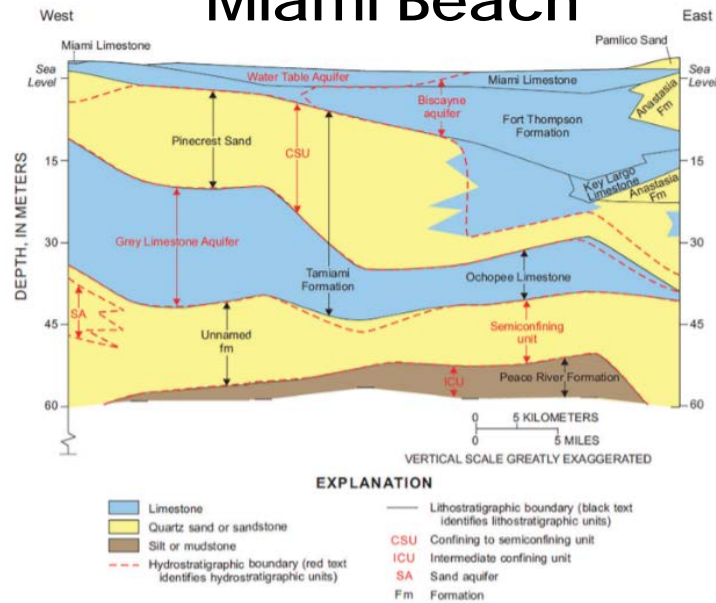 Miami Beach
West
East
Miami Limestone
Pamlico Sand
Sea
Level
Sea
Level
Water Table Aquifer
Miami Limestone
Biscayne
aquifer
Anastasia
Fm
Fort Thompson
Formation
Pinecrest Sand
CSU
15
15
Key Largo
Limestone
Anastasia
Fm
DEPTH, IN METERS
30
30
Grey Limestone Aquifer
Tamiami
Formation
Ochopee Limestone
SA
45
45
Unnamed
fm
Semiconfining
unit
ICU
Peace River Formation
60
60
0 5 KILOMETERS
0 5 MILES
VERTICAL SCALE GREATLY EXAGGERATED
EXPLANATION
Limestone
Quartz sand or sandstone
Silt or mudstone
Hydrostratigraphic boundary (red text
identifies hydrostratigraphic units)
Lithostratigraphic boundary (black text
identifies lithostratigraphic units)
CSU Confining to semiconfining unit
ICU Intermediate confining unit
SA Sand aquifer
Fm Formation